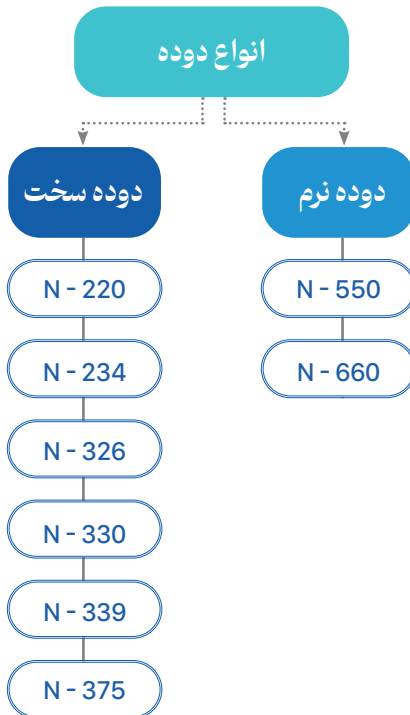 انواع دوده
دوده نرم
N - 550
N - 660
دوده سخت
N - 220
N - 234
N - 326
N - 330
N - 339
N - 375